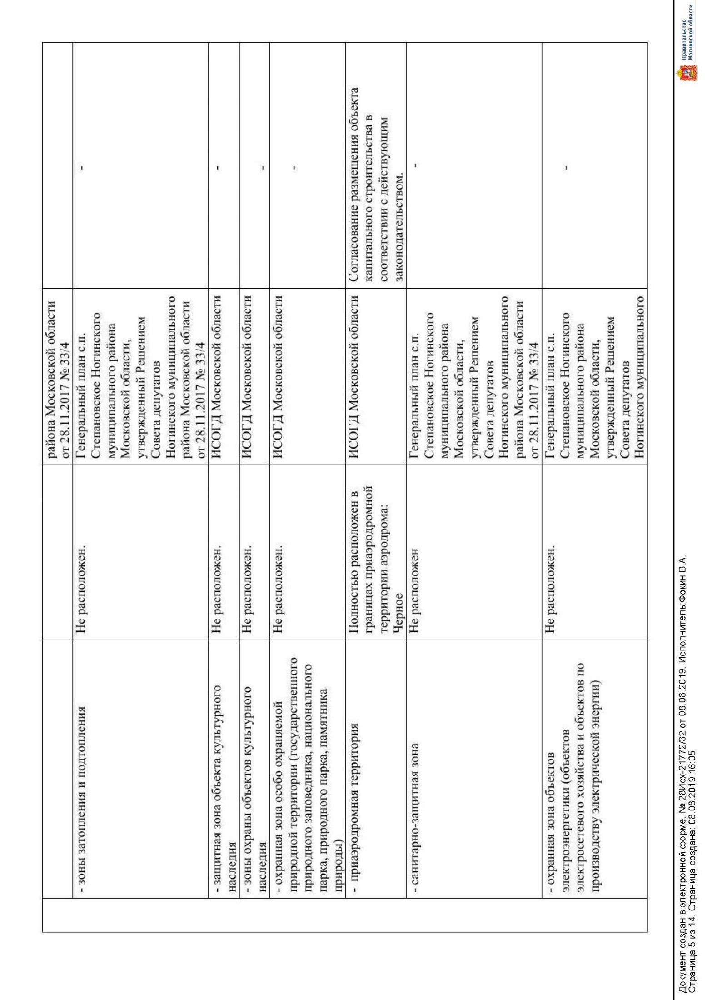 района Московской области
от 28.11.2017 № 33/4
- зоны затопления и подтопления
Не расположен.
Генеральный план с.п.
Степановское Ногинского
муниципального района
Московской области,
утвержденный Решением
Совета депутатов
Ногинского муниципального
района Московской области
от 28.11.2017 № 33/4
-
- защитная зона объекта культурного
наследия
Не расположен.
ИСОГД Московской области
-
- зоны охраны объектов культурного
наследия
Не расположен.
ИСОГД Московской области
-
- охранная зона особо охраняемой
природной территории (государственного
природного заповедника, национального
парка, природного парка, памятника
природы)
Не расположен.
ИСОГД Московской области
-
- приаэродромная территория
Полностью расположен в
границах приаэродромной
территории аэродрома:
Черное
ИСОГД Московской области
Согласование размещения объекта
капитального строительства в
соответствии с действующим
законодательством.
- санитарно-защитная зона
Не расположен
Генеральный план с.п.
Степановское Ногинского
муниципального района
Московской области,
утвержденный Решением
Совета депутатов
Ногинского муниципального
района Московской области
от 28.11.2017 № 33/4
-
- охранная зона объектов
электроэнергетики (объектов
электросетевого хозяйства и объектов по
производству электрической энергии)
Не расположен.
Генеральный план с.п.
Степановское Ногинского
муниципального района
Московской области,
утвержденный Решением
Совета депутатов
Ногинского муниципального
-
Документ создан в электронной форме. № 28Исх-21772/32 от 08.08.2019. Исполнитель:Фокин В.А.
Страница 5 из 14. Страница создана: 08.08.2019 16:05
Правительство
Московской области